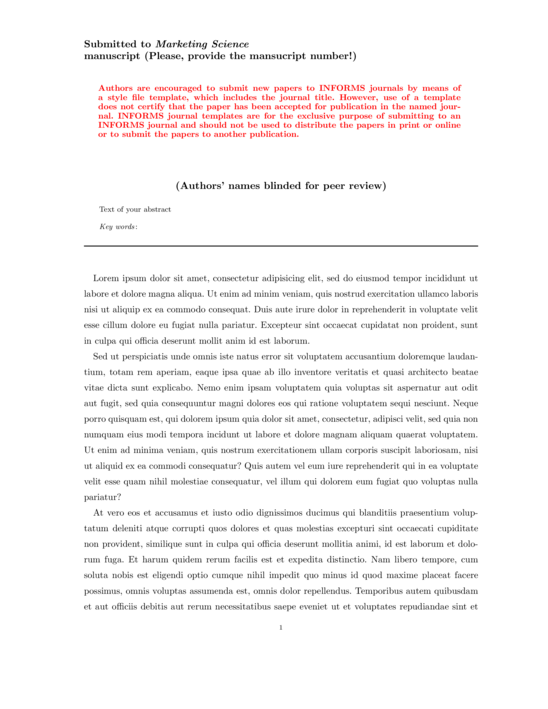 Submitted to Marketing Science
manuscript (Please, provide the mansucript number!)
Authors are encouraged to submit new papers to INFORMS journals by means of
a style file template, which includes the journal title. However, use of a template
does not certify that the paper has been accepted for publication in the named jour-
nal. INFORMS journal templates are for the exclusive purpose of submitting to an
INFORMS journal and should not be used to distribute the papers in print or online
or to submit the papers to another publication.
(Authors' names blinded for peer review)
Text of your abstract
Key words:
Lorem ipsum dolor sit amet, consectetur adipisicing elit, sed do eiusmod tempor incididunt ut
labore et dolore magna aliqua. Ut enim ad minim veniam, quis nostrud exercitation ullamco laboris
nisi ut aliquip ex ea commodo consequat. Duis aute irure dolor in reprehenderit in voluptate velit
esse cillum dolore eu fugiat nulla pariatur. Excepteur sint occaecat cupidatat non proident, sunt
in culpa qui officia deserunt mollit anim id est laborum.
Sed ut perspiciatis unde omnis iste natus error sit voluptatem accusantium doloremque laudan-
tium, totam rem aperiam, eaque ipsa quae ab illo inventore veritatis et quasi architecto beatae
vitae dicta sunt explicabo. Nemo enim ipsam voluptatem quia voluptas sit aspernatur aut odit
aut fugit, sed quia consequuntur magni dolores eos qui ratione voluptatem sequi nesciunt. Neque
porro quisquam est, qui dolorem ipsum quia dolor sit amet, consectetur, adipisci velit, sed quia non
numquam eius modi tempora incidunt ut labore et dolore magnam aliquam quaerat voluptatem.
Ut enim ad minima veniam, quis nostrum exercitationem ullam corporis suscipit laboriosam, nisi
ut aliquid ex ea commodi consequatur? Quis autem vel eum iure reprehenderit qui in ea voluptate
velit esse quam nihil molestiae consequatur, vel illum qui dolorem eum fugiat quo voluptas nulla
pariatur?
At vero eos et accusamus et iusto odio dignissimos ducimus qui blanditiis praesentium volup-
tatum deleniti atque corrupti quos dolores et quas molestias excepturi sint occaecati cupiditate
non provident, similique sunt in culpa qui officia deserunt mollitia animi, id est laborum et dolo-
rum fuga. Et harum quidem rerum facilis est et expedita distinctio. Nam libero tempore, cum
soluta nobis est eligendi optio cumque nihil impedit quo minus id quod maxime placeat facere
possimus, omnis voluptas assumenda est, omnis dolor repellendus. Temporibus autem quibusdam
et aut officiis debitis aut rerum necessitatibus saepe eveniet ut et voluptates repudiandae sint et
1